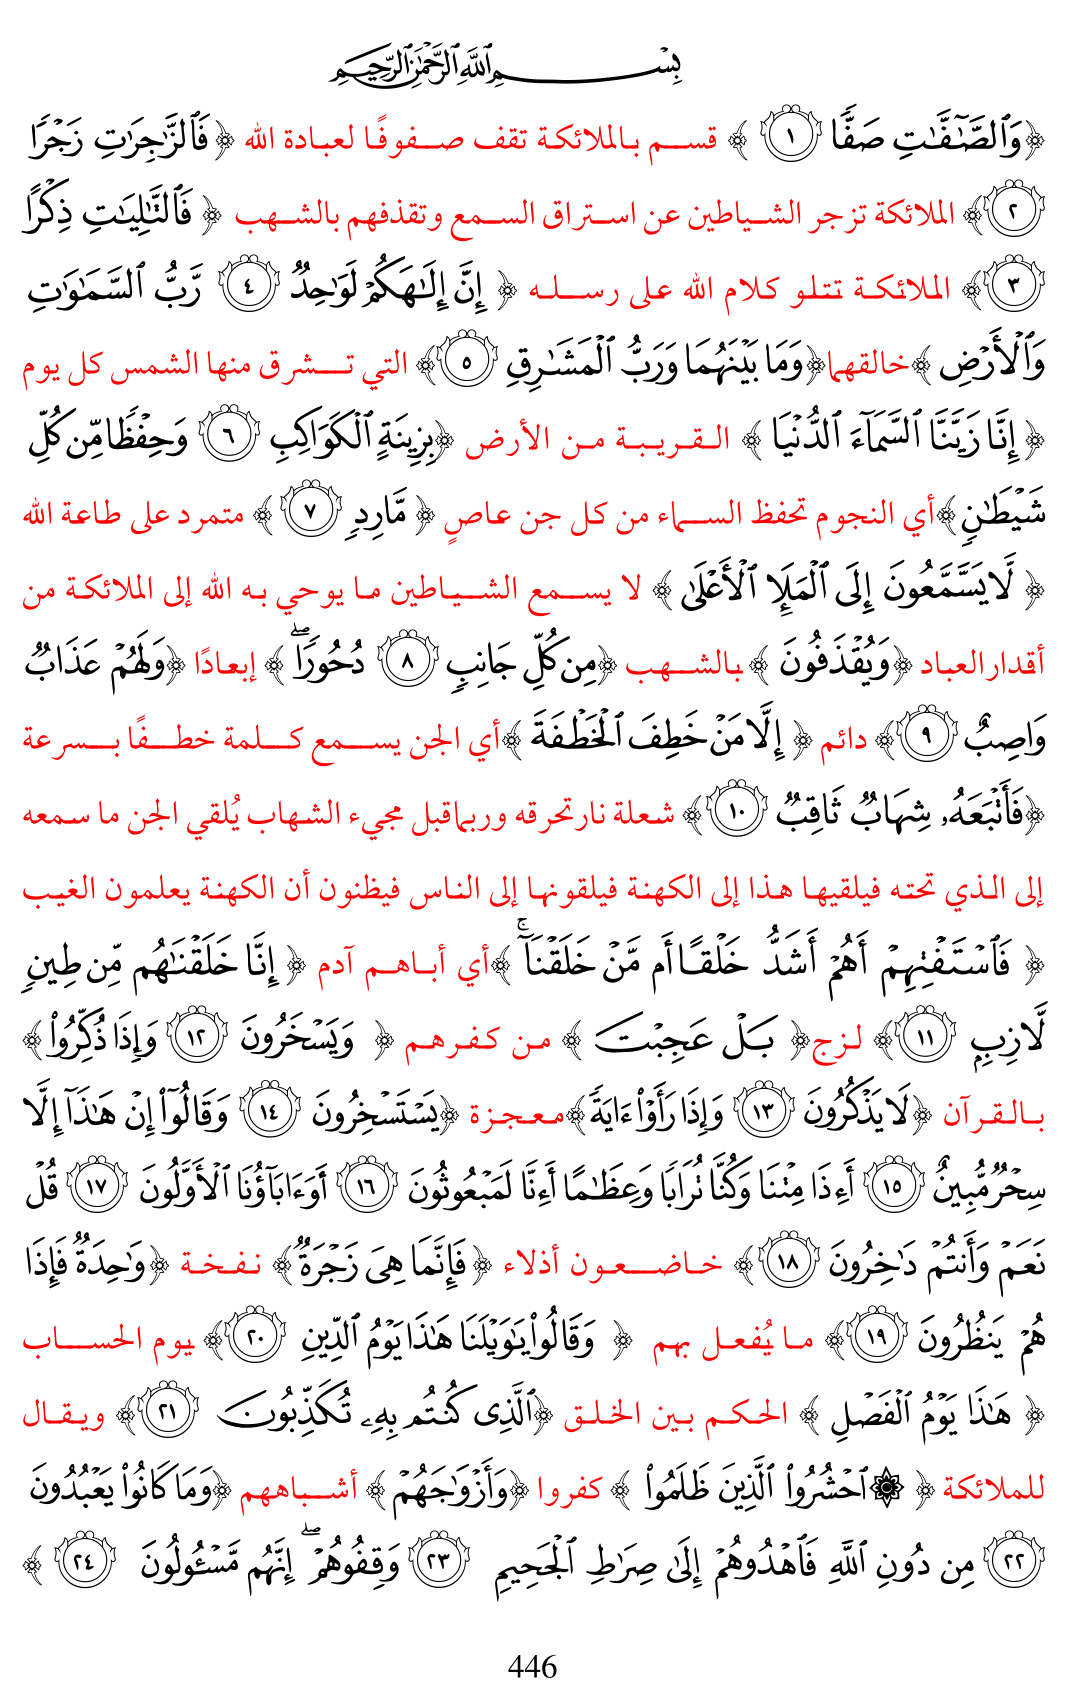 بِسْمِ ٱللَّهِ ٱلرَّحْمَٰنِ ٱلرَّحِيمِ
﴿وَٱلصَّـٰٓفَّـٰتِ صَفًّا ١﴾ قسم بالملائكة تقف صفوفًا لعبادة الله ﴿فَٱلزَّٰجِرَٰتِ زَجْرًا
٢﴾ الملائكة تزجر الشياطين عن استراق السمع وتقذفهم بالشهب ﴿فَٱلتَّـٰلِيَـٰتِ ذِكْرًا
٣﴾ الملائكة تتلو كلام الله على رسله ﴿إِنَّ إِلَـٰهَكُمْ لَوَٰحِدٌ ٤ رَّبُّ ٱلسَّمَـٰوَٰتِ
وَٱلْأَرْضِ﴾ خالقهما ﴿وَمَا بَيْنَهُمَا وَرَبُّ ٱلْمَشَـٰرِقِ ٥﴾ التي تشرق منها الشمس كل يوم
﴿إِنَّا زَيَّنَّا ٱلسَّمَآءَ ٱلدُّنْيَا﴾ القريبة من الأرض ﴿بِزِينَةٍ ٱلْكَوَاكِبِ ٦ وَحِفْظًا مِّن كُلِّ
شَيْطَـٰنٍ﴾ أي النجوم تحفظ السماء من كل جن عاصٍ ﴿مَّارِدٍ ٧﴾ متمرد على طاعة الله
﴿لَّا يَسَّمَّعُونَ إِلَى ٱلْمَلَإِ ٱلْأَعْلَىٰ﴾ لا يسمع الشياطين ما يوحي به الله إلى الملائكة من
أقدار العباد ﴿وَيُقْذَفُونَ﴾ بالشهب ﴿مِن كُلِّ جَانِبٍ ٨ دُحُورًا ۖ﴾ إبعادًا ﴿وَلَهُمْ عَذَابٌ
وَاصِبٌ ٩﴾ دائم ﴿إِلَّا مَنْ خَطِفَ ٱلْخَطْفَةَ﴾ أي الجن يسمع كلمة خطفًا بسرعة
﴿فَأَتْبَعَهُۥ شِهَابٌ ثَاقِبٌ ١٠﴾ شعلة نار تحرقه وربما قبل مجيء الشهاب يُلقي الجن ما سمعه
إلى الذي تحته فيلقيها هذا إلى الكهنة فيلقونها إلى الناس فيظنون أن الكهنة يعلمون الغيب
﴿فَٱسْتَفْتِهِمْ أَهُمْ أَشَدُّ خَلْقًا أَم مَّنْ خَلَقْنَآ ۚ﴾ أي أباهم آدم ﴿إِنَّا خَلَقْنَـٰهُم مِّن طِينٍ
لَّازِبٍ ١١﴾ لزج ﴿بَلْ عَجِبْتَ﴾ من كفرهم ﴿وَيَسْخَرُونَ ١٢ وَإِذَا ذُكِّرُوا۟﴾
بالقرآن ﴿لَا يَذْكُرُونَ ١٣ وَإِذَا رَأَوْا۟ ءَايَةً﴾ معجزة ﴿يَسْتَسْخِرُونَ ١٤ وَقَالُوٓا۟ إِنْ هَـٰذَآ إِلَّا
سِحْرٌ مُّبِينٌ ١٥ أَءِذَا مِتْنَا وَكُنَّا تُرَابًا وَعِظَـٰمًا أَءِنَّا لَمَبْعُوثُونَ ١٦ أَوَءَابَآؤُنَا ٱلْأَوَّلُونَ ١٧ قُلْ
نَعَمْ وَأَنتُمْ دَٰخِرُونَ ١٨﴾ خاضعون أذلاء ﴿فَإِنَّمَا هِىَ زَجْرَةٌ﴾ نفخة ﴿وَٰحِدَةٌ فَإِذَا
هُمْ يَنظُرُونَ ١٩﴾ ما يُفعل بهم ﴿وَقَالُوا۟ يَـٰوَيْلَنَا هَـٰذَا يَوْمُ ٱلدِّينِ ٢٠﴾ يوم الحساب
﴿هَـٰذَا يَوْمُ ٱلْفَصْلِ﴾ الحكم بين الخلق ﴿ٱلَّذِى كُنتُم بِهِۦ تُكَذِّبُونَ ٢١﴾ ويقال
للملائكة ﴿۞ ٱحْشُرُوا۟ ٱلَّذِينَ ظَلَمُوا۟﴾ كفروا ﴿وَأَزْوَٰجَهُمْ﴾ أشباههم ﴿وَمَا كَانُوا۟ يَعْبُدُونَ
٢٢ مِن دُونِ ٱللَّهِ فَٱهْدُوهُمْ إِلَىٰ صِرَٰطِ ٱلْجَحِيمِ ٢٣ وَقِفُوهُمْ ۖ إِنَّهُم مَّسْـُٔولُونَ ٢٤﴾
446